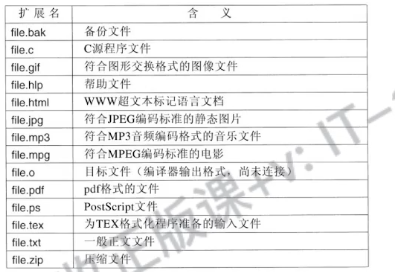 扩展名 含 义
file.bak 备份文件
file.c C源程序文件
file.gif 符合图形交换格式的图像文件
file.hlp 帮助文件
file.html WWW超文本标记语言文档
file.jpg 符合JPEG编码标准的静态图片
file.mp3 符合MP3音频编码格式的音乐文件
file.mpg 符合MPEG编码标准的电影
file.o 目标文件（编译器输出格式，尚未连接）
file.pdf pdf格式的文件
file.ps PostScript文件
file.tex 为TEX格式化程序准备的输入文件
file.txt 一般正文文件
file.zip 压缩文件
正版课+v: IT-